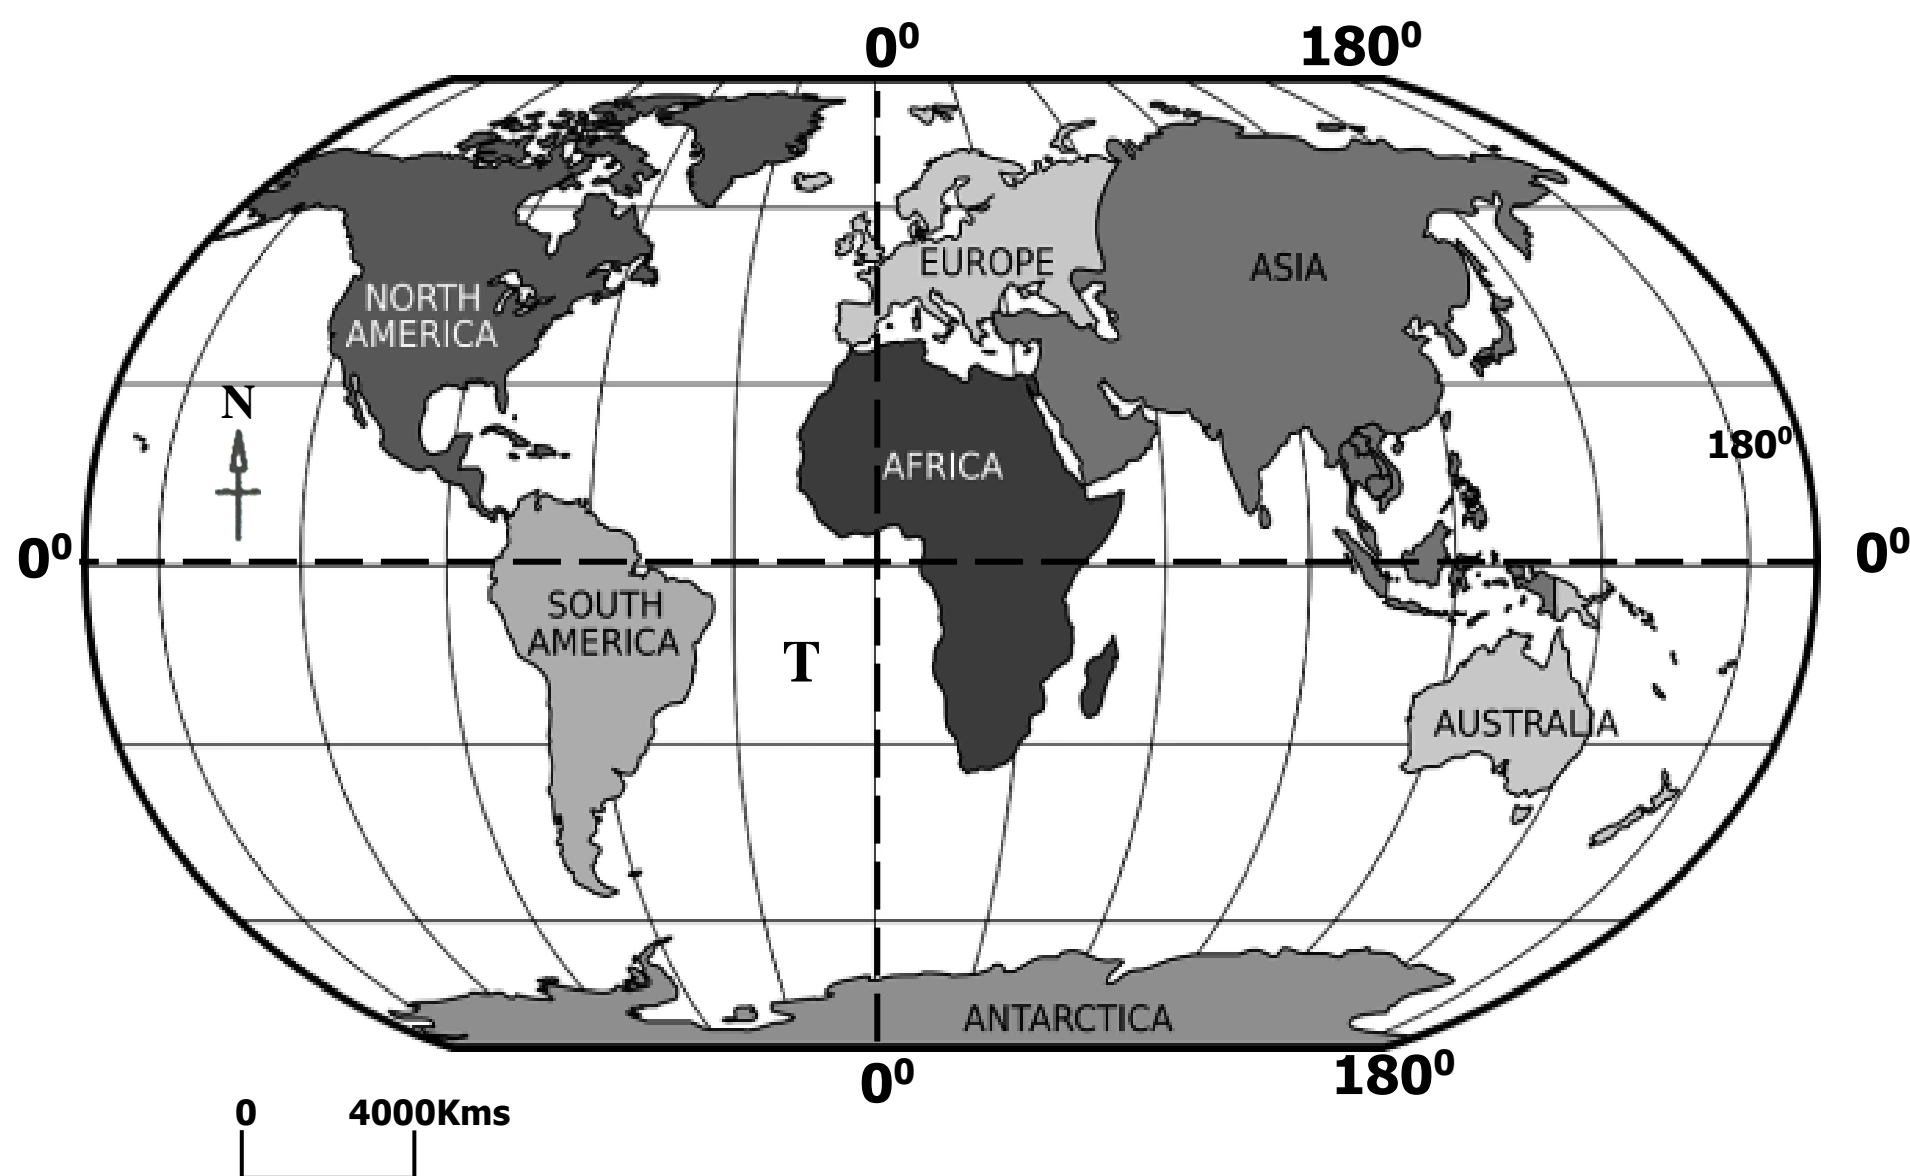 0⁰ 180⁰
EUROPE
ASIA
NORTH
AMERICA
N
180⁰
AFRICA
0⁰ 0⁰
SOUTH
AMERICA
T
AUSTRALIA
ANTARCTICA
0⁰ 180⁰
0 4000Kms